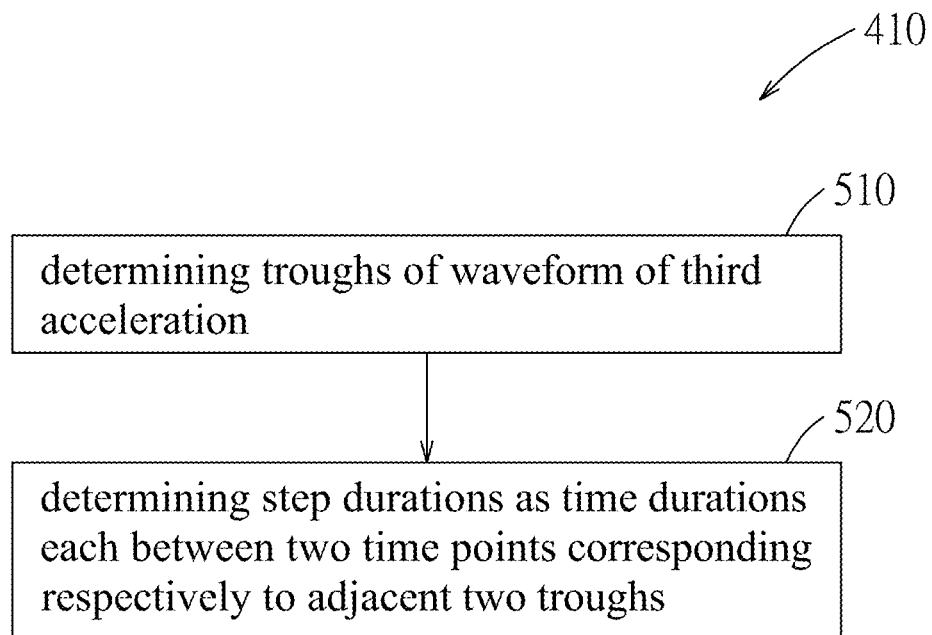 410
510
determining troughs of waveform of third
acceleration
520
determining step durations as time durations
each between two time points corresponding
respectively to adjacent two troughs